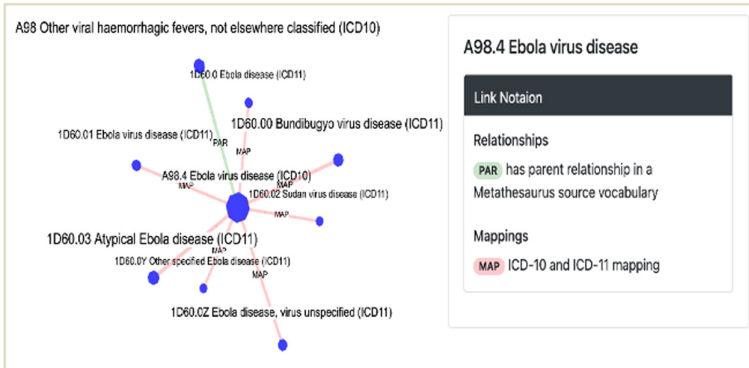 A98 Other viral haemorrhagic fevers, not elsewhere classified (ICD10)
1D60.0 Ebola disease (ICD11)
1D60.00 Bundibugyo virus disease (ICD11)
1D60.01 Ebola virus disease (ICD11)
PAR
MAP
A98.4 Ebola virus disease (ICD10)
MAP
MAP
1D60.02 Sudan virus disease (ICD11)
MAP
1D60.03 Atypical Ebola disease (ICD11)
MAP
1D60.0Y Other specified Ebola disease (ICD11)
MAP
1D60.0Z Ebola disease, virus unspecified (ICD11)
A98.4 Ebola virus disease
Link Notaion
Relationships
PAR has parent relationship in a
Metathesaurus source vocabulary
Mappings
MAP ICD-10 and ICD-11 mapping